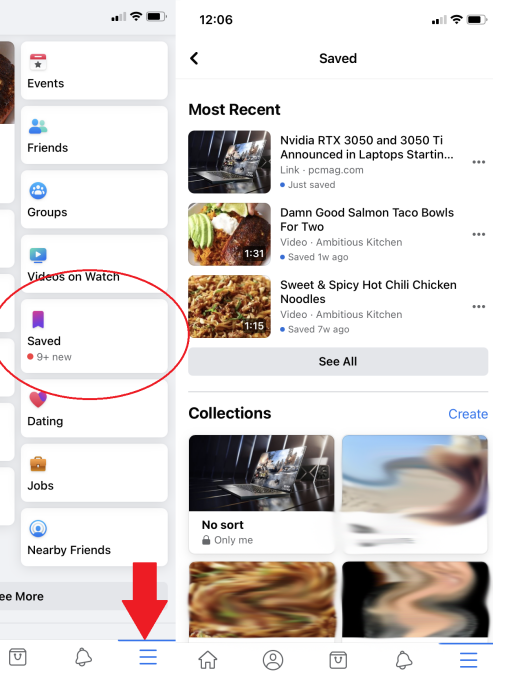 Events
Friends
Groups
Videos on Watch
Saved
9+ new
Dating
Jobs
Nearby Friends
ee More
12:06
Saved
Most Recent
Nvidia RTX 3050 and 3050 Ti
Announced in Laptops Startin...
Link · pcmag.com
Just saved
1:31
Damn Good Salmon Taco Bowls
For Two
Video · Ambitious Kitchen
Saved 1w ago
1:15
Sweet & Spicy Hot Chili Chicken
Noodles
Video · Ambitious Kitchen
Saved 7w ago
See All
Collections
Create
No sort
Only me